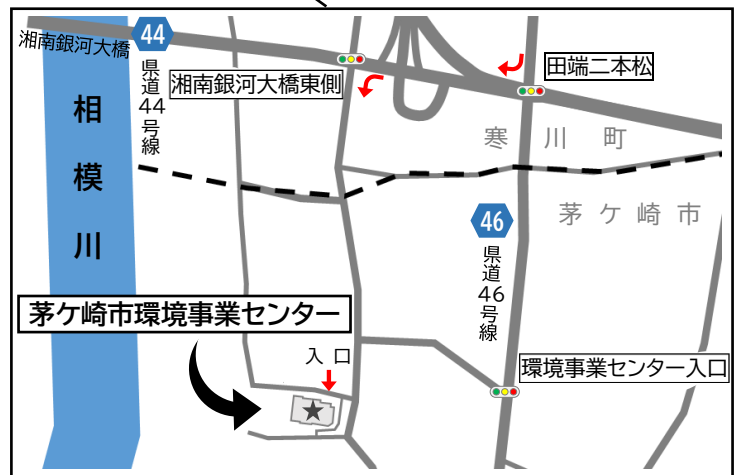 湘南銀河大橋
44
県道44号線
湘南銀河大橋東側
田端二本松
寒川町
相模川
茅ケ崎市
46
県道46号線
茅ケ崎市環境事業センター
入口
環境事業センター入口